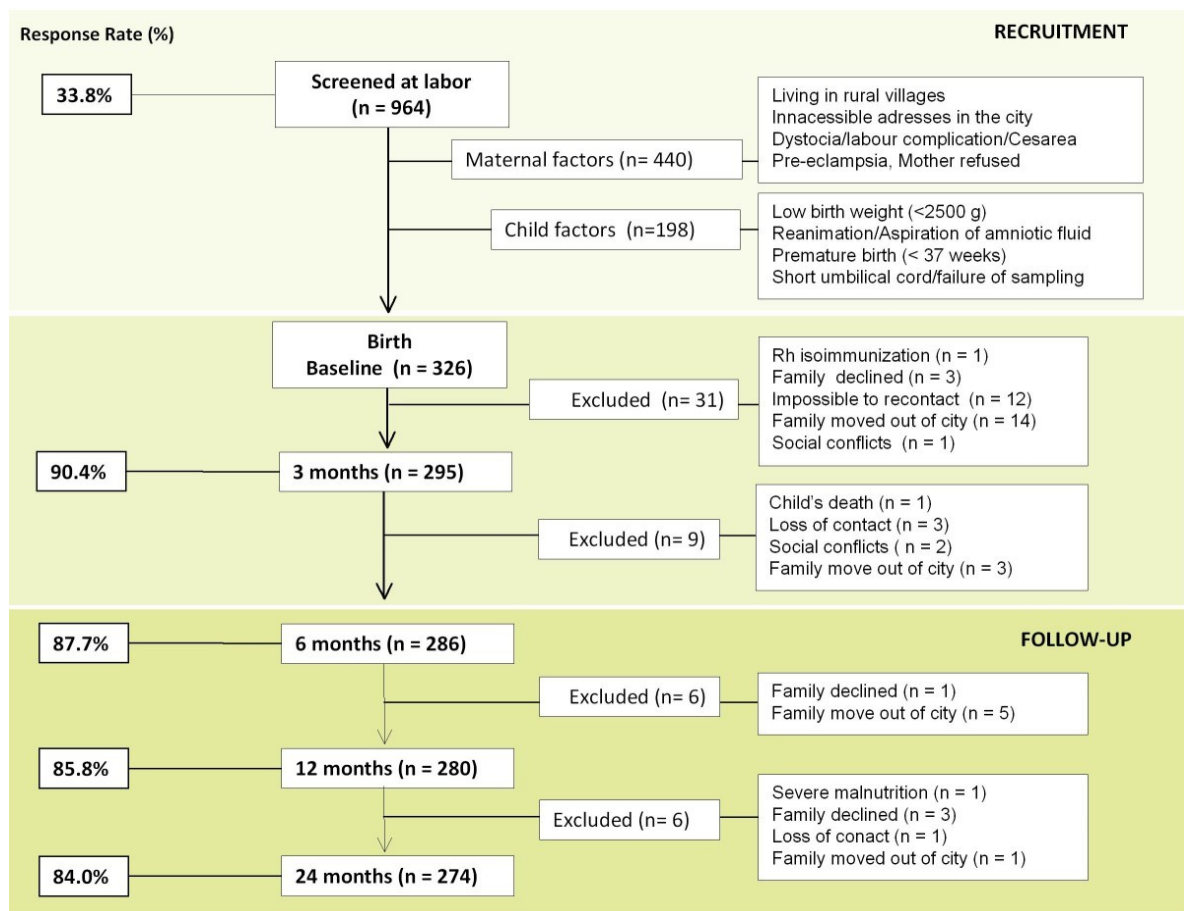 Response Rate (%)
RECRUITMENT
33.8%
Screened at labor
(n = 964)
Maternal factors (n= 440)
Living in rural villages
Innacessible adresses in the city
Dystocia/labour complication/Cesarea
Pre-eclampsia, Mother refused
Child factors (n=198)
Low birth weight (<2500 g)
Reanimation/Aspiration of amniotic fluid
Premature birth (< 37 weeks)
Short umbilical cord/failure of sampling
Birth
Baseline (n = 326)
Excluded (n= 31)
Rh isoimmunization (n = 1)
Family declined (n = 3)
Impossible to recontact (n = 12)
Family moved out of city (n = 14)
Social conflicts (n = 1)
90.4%
3 months (n = 295)
Excluded (n= 9)
Child's death (n = 1)
Loss of contact (n = 3)
Social conflicts ( n = 2)
Family move out of city (n = 3)
87.7%
6 months (n = 286)
FOLLOW-UP
Excluded (n= 6)
Family declined (n = 1)
Family move out of city (n = 5)
85.8%
12 months (n = 280)
Excluded (n= 6)
Severe malnutrition (n = 1)
Family declined (n = 3)
Loss of conact (n = 1)
Family moved out of city (n = 1)
84.0%
24 months (n = 274)